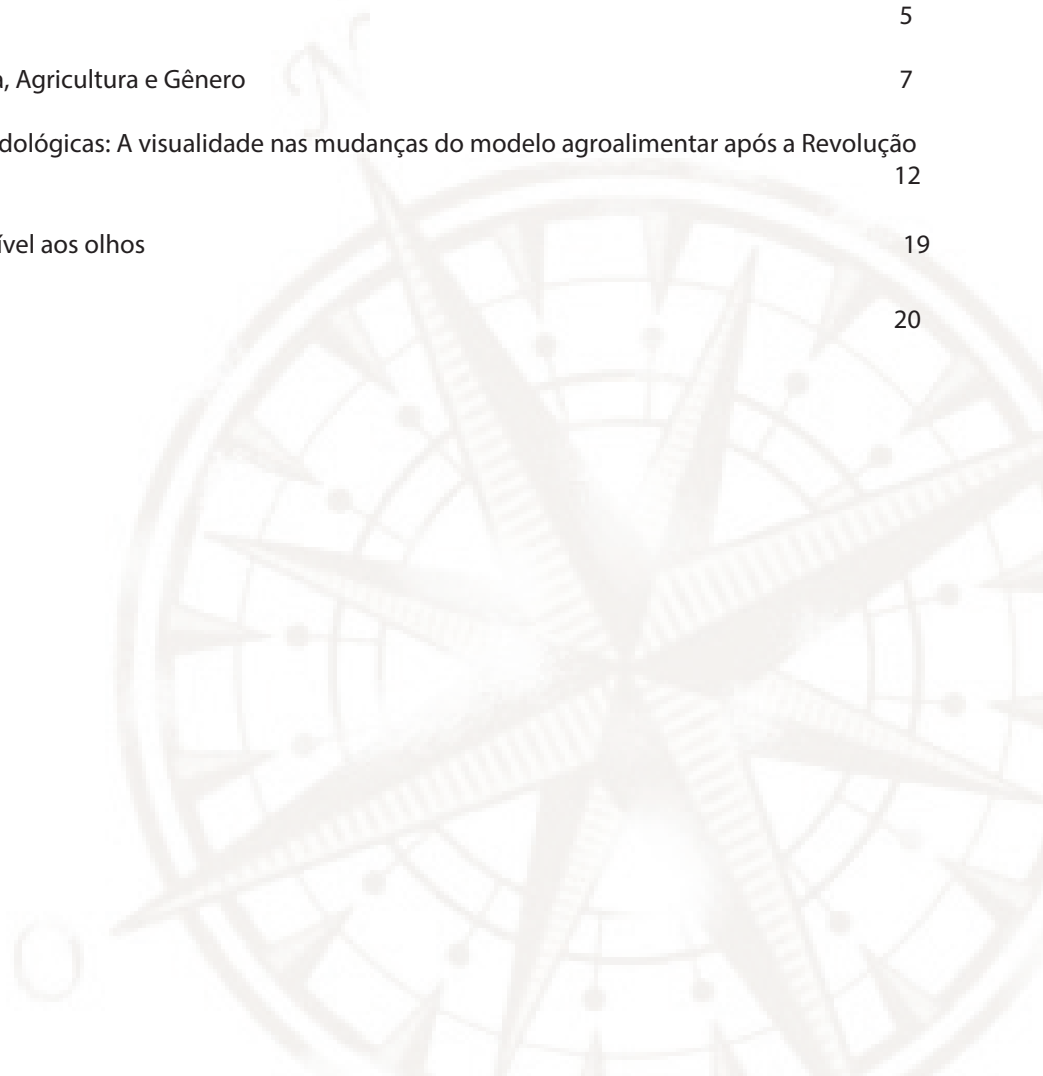 5
, Agricultura e Gênero 7
dológicas: A visualidade nas mudanças do modelo agroalimentar após a Revolução
12
ível aos olhos 19
20
N
O